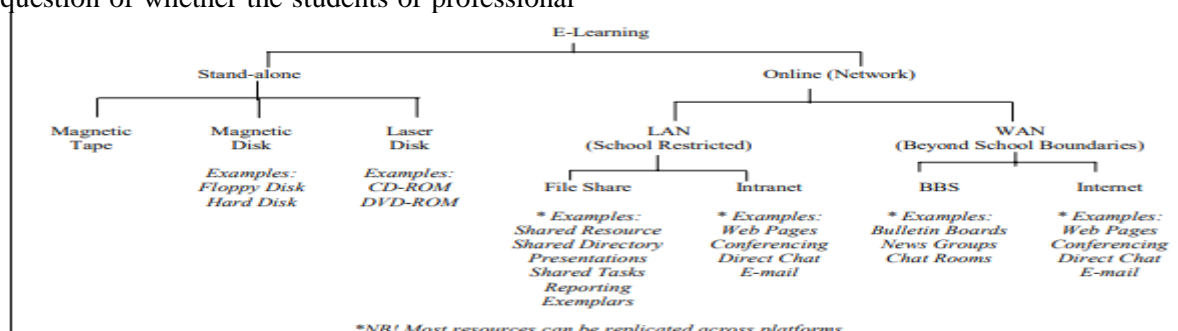 question of whether the students of professional
E-Learning
Stand-alone Online (Network)
Magnetic Tape
Magnetic Disk
Examples:
Floppy Disk
Hard Disk
Laser Disk
Examples:
CD-ROM
DVD-ROM
LAN
(School Restricted)
WAN
(Beyond School Boundaries)
File Share
* Examples:
Shared Resource
Shared Directory
Presentations
Shared Tasks
Reporting
Exemplars
Intranet
* Examples:
Web Pages
Conferencing
Direct Chat
E-mail
BBS
* Examples:
Bulletin Boards
News Groups
Chat Rooms
Internet
* Examples:
Web Pages
Conferencing
Direct Chat
E-mail
*NB! Most resources can be replicated across platforms